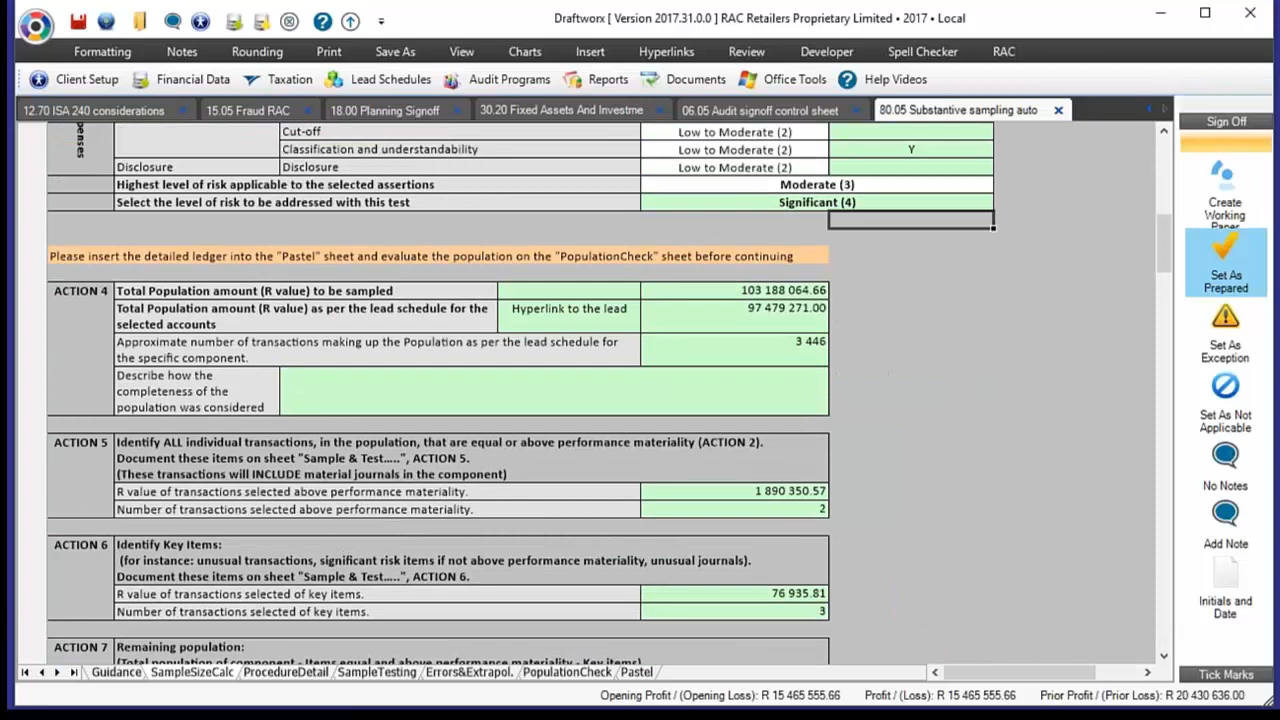 Draftworx [ Version 2017.31.0.0 ] RAC Retailers Proprietary Limited • 2017 • Local
Formatting Notes Rounding Print Save As View Charts Insert Hyperlinks Review Developer Spell Checker RAC
Client Setup Financial Data Taxation Lead Schedules Audit Programs Reports Documents Office Tools Help Videos
12.70 ISA 240 considerations 15.05 Fraud RAC 18.00 Planning Signoff 30.20 Fixed Assets And Investme 06.05 Audit signoff control sheet 80.05 Substantive sampling auto
Sign Off
penses
Cut-off Low to Moderate (2)
Classification and understandability Low to Moderate (2) Y
Disclosure Disclosure Low to Moderate (2)
Highest level of risk applicable to the selected assertions Moderate (3)
Select the level of risk to be addressed with this test Significant (4)
Please insert the detailed ledger into the "Pastel" sheet and evaluate the population on the "PopulationCheck" sheet before continuing
ACTION 4 Total Population amount (R value) to be sampled 103 188 064.66
Total Population amount (R value) as per the lead schedule for the Hyperlink to the lead 97 479 271.00
selected accounts
Approximate number of transactions making up the Population as per the lead schedule for 3 446
the specific component.
Describe how the
completeness of the
population was considered
ACTION 5 Identify ALL individual transactions, in the population, that are equal or above performance materiality (ACTION 2).
Document these items on sheet "Sample & Test.....", ACTION 5.
(These transactions will INCLUDE material journals in the component)
R value of transactions selected above performance materiality. 1 890 350.57
Number of transactions selected above performance materiality. 2
ACTION 6 Identify Key Items:
(for instance: unusual transactions, significant risk items if not above performance materiality, unusual journals).
Document these items on sheet "Sample & Test.....", ACTION 6.
R value of transactions selected of key items. 76 935.81
Number of transactions selected of key items. 3
ACTION 7 Remaining population:
(Total population of component - Items equal and above performance materiality - Key items)
Guidance SampleSizeCalc ProcedureDetail SampleTesting Errors&Extrapol. PopulationCheck Pastel
Create
Working
Paper
Set As
Prepared
Set As
Exception
Set As Not
Applicable
No Notes
Add Note
Initials and
Date
Tick Marks
Opening Profit / (Opening Loss): R 15 465 555.66 Profit / (Loss): R 15 465 555.66 Prior Profit / (Prior Loss): R 20 430 636.00